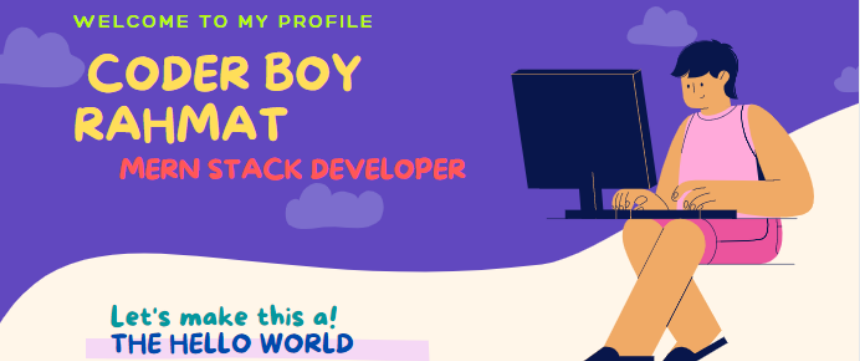 WELCOME TO MY PROFILE
CODER BOY
RAHMAT
MERN STACK DEVELOPER
Let's make this a!
THE HELLO WORLD